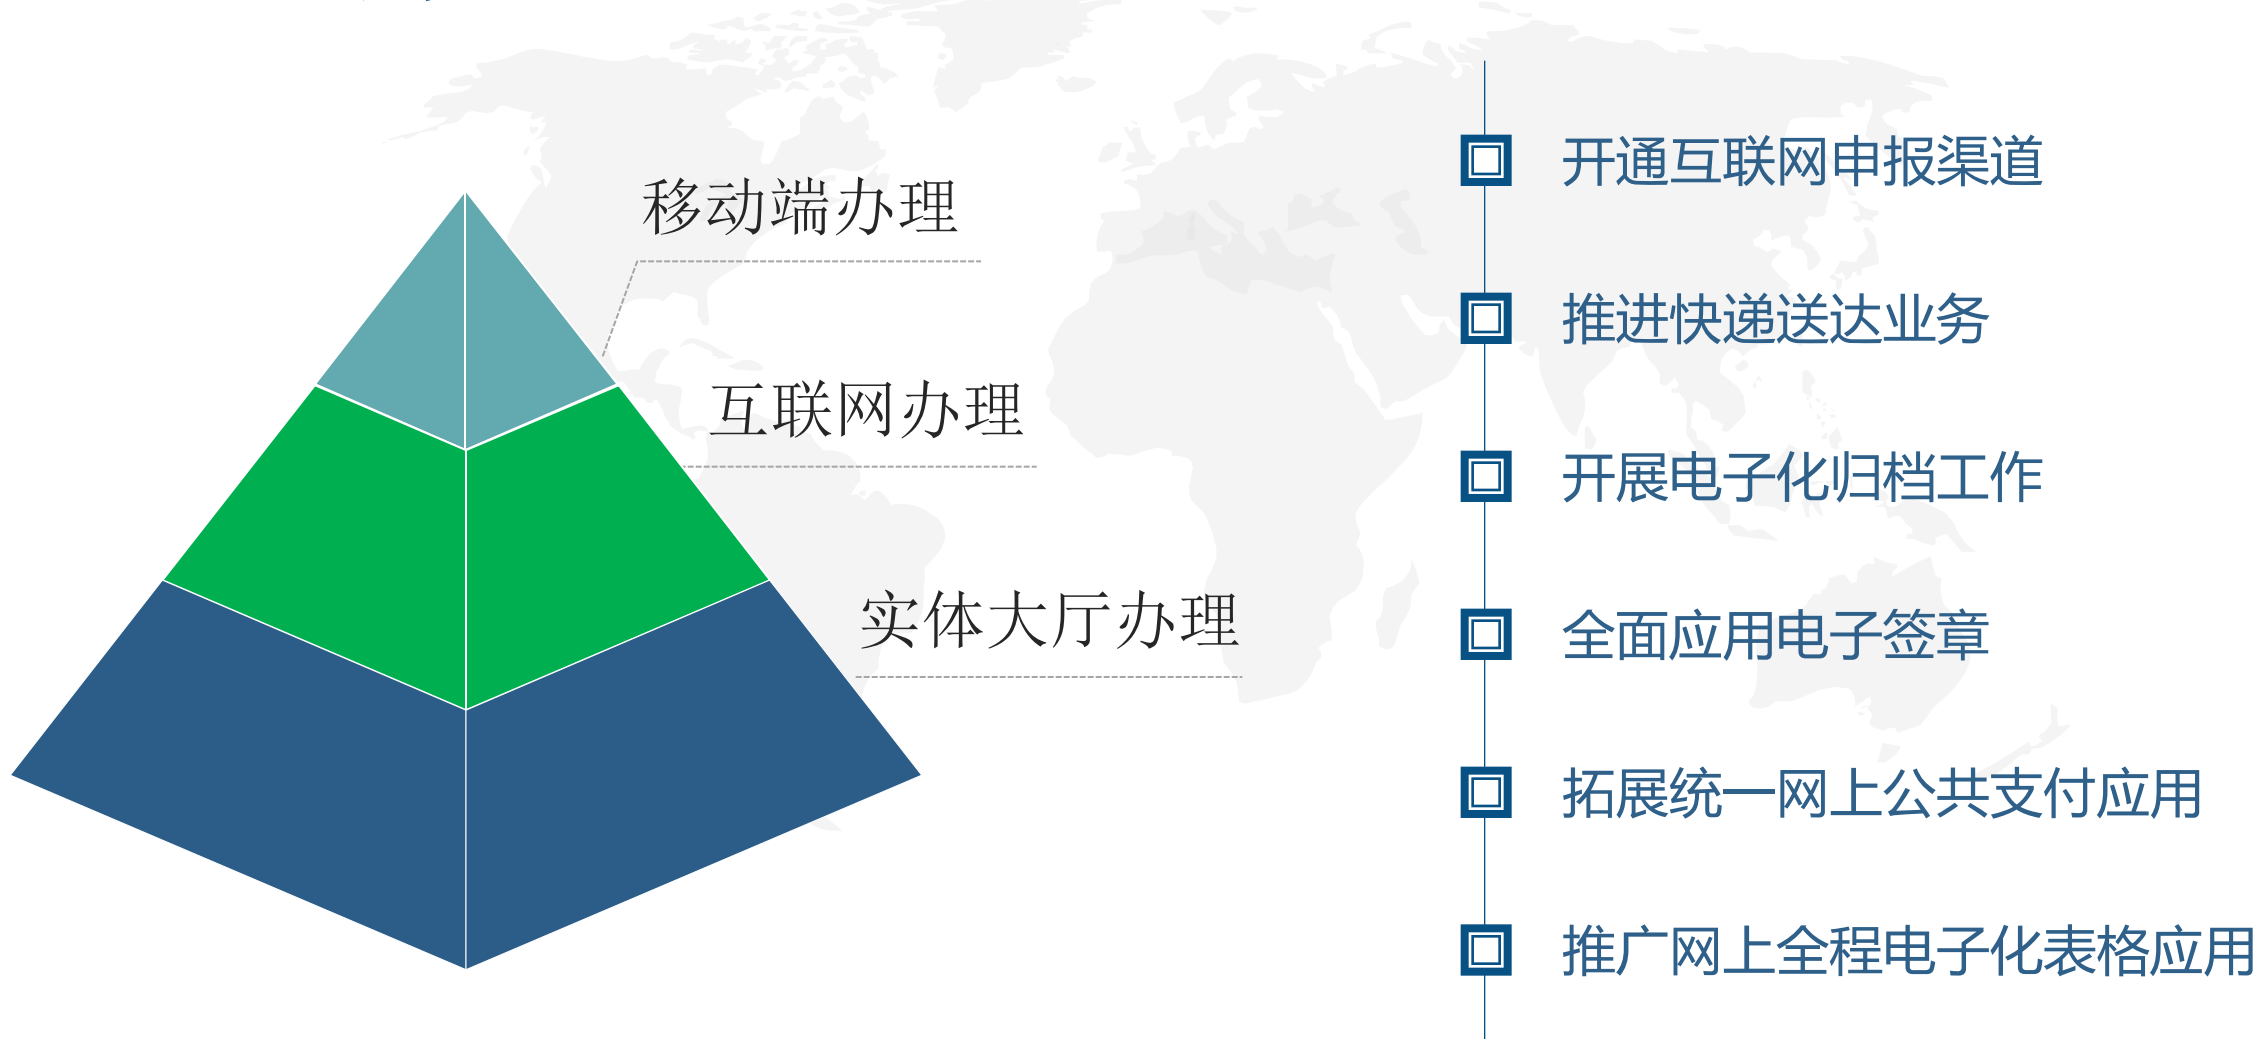 移动端办理
互联网办理
实体大厅办理
开通互联网申报渠道
推进快递送达业务
开展电子化归档工作
全面应用电子签章
拓展统一网上公共支付应用
推广网上全程电子化表格应用